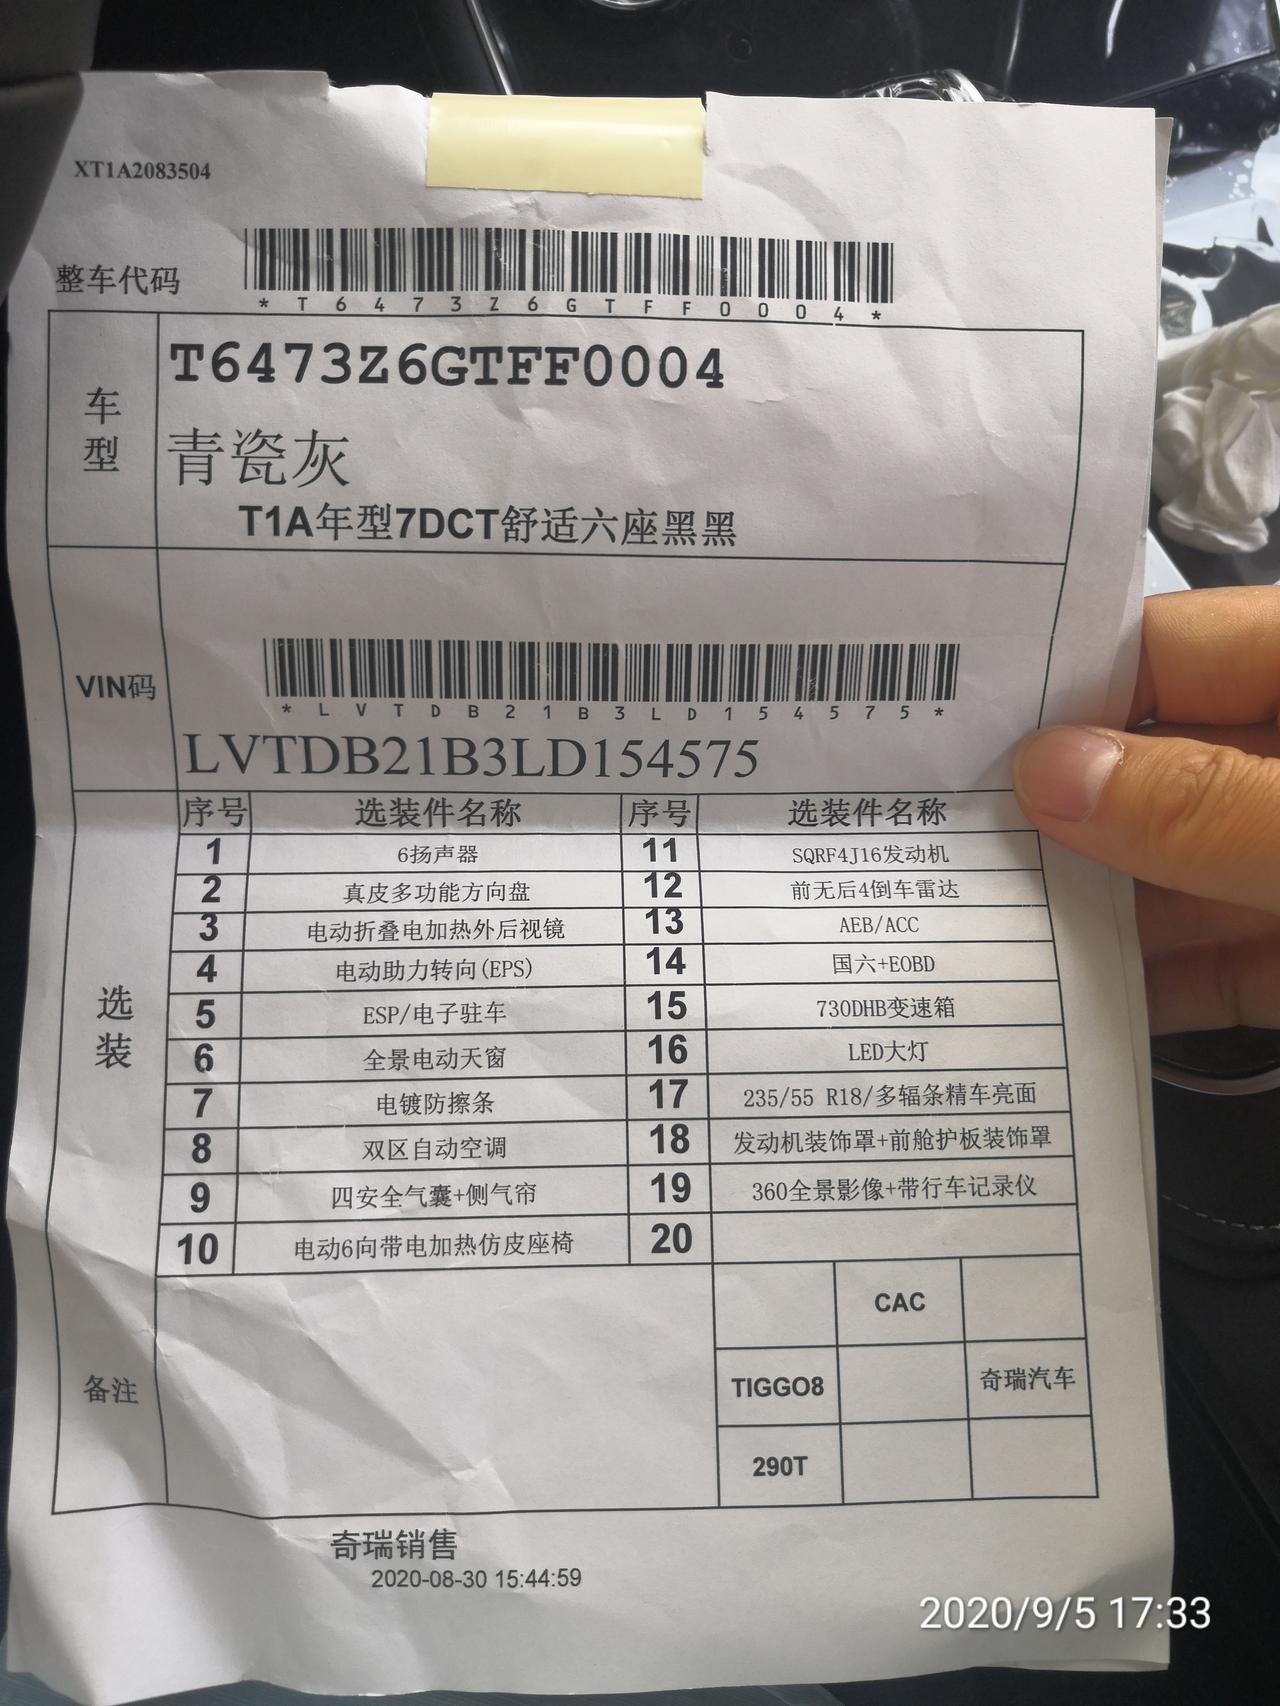 XT1A2083504
整车代码
*T6473Z6GTFF0004*
车型
T6473Z6GTFF0004
青瓷灰
T1A年型7DCT舒适六座黑黑
VIN码
*LVTDB21B3LD154575*
LVTDB21B3LD154575
选装
序号 选装件名称 序号 选装件名称
1 6扬声器 11 SQRF4J16发动机
2 真皮多功能方向盘 12 前无后4倒车雷达
3 电动折叠电加热外后视镜 13 AEB/ACC
4 电动助力转向(EPS) 14 国六+EOBD
5 ESP/电子驻车 15 730DHB变速箱
6 全景电动天窗 16 LED大灯
7 电镀防擦条 17 235/55 R18/多辐条精车亮面
8 双区自动空调 18 发动机装饰罩+前舱护板装饰罩
9 四安全气囊+侧气帘 19 360全景影像+带行车记录仪
10 电动6向带电加热仿皮座椅 20
备注
CAC
TIGGO8 奇瑞汽车
290T
奇瑞销售
2020-08-30 15:44:59
2020/9/5 17:33